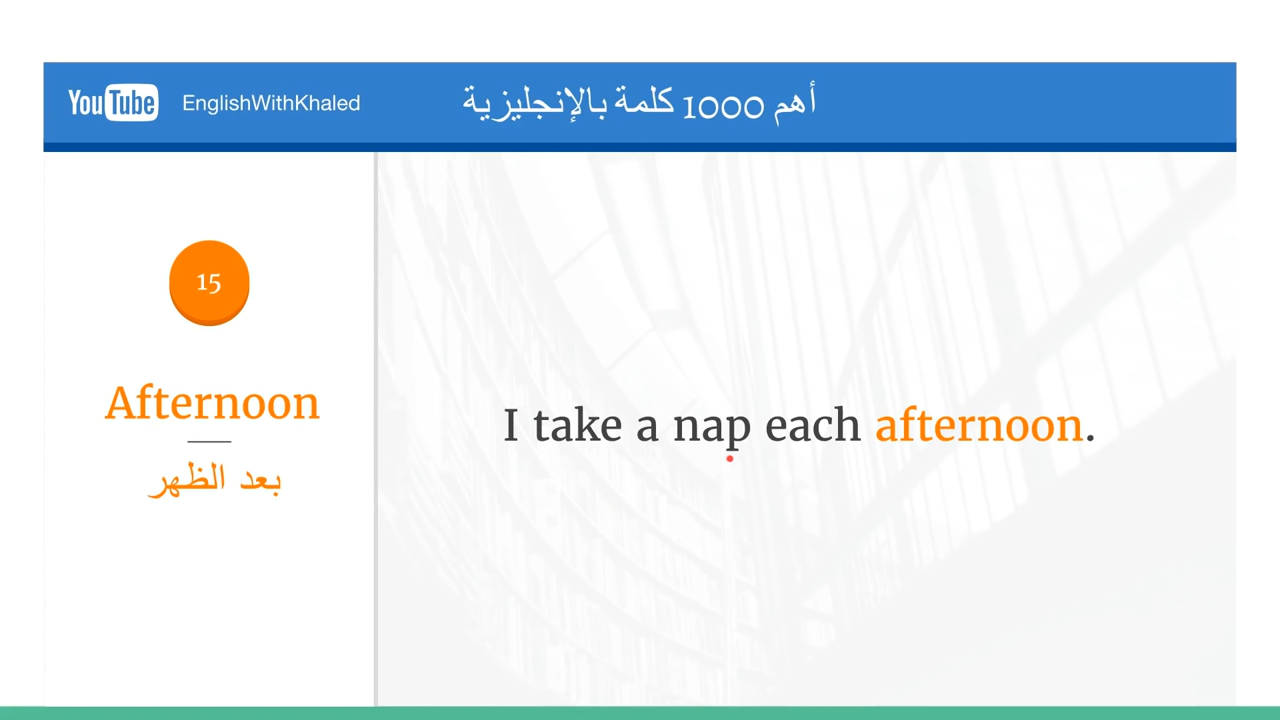 YouTube EnglishWithKhaled
أهم 1000 كلمة بالإنجليزية
15
Afternoon
بعد الظهر
I take a nap each afternoon.